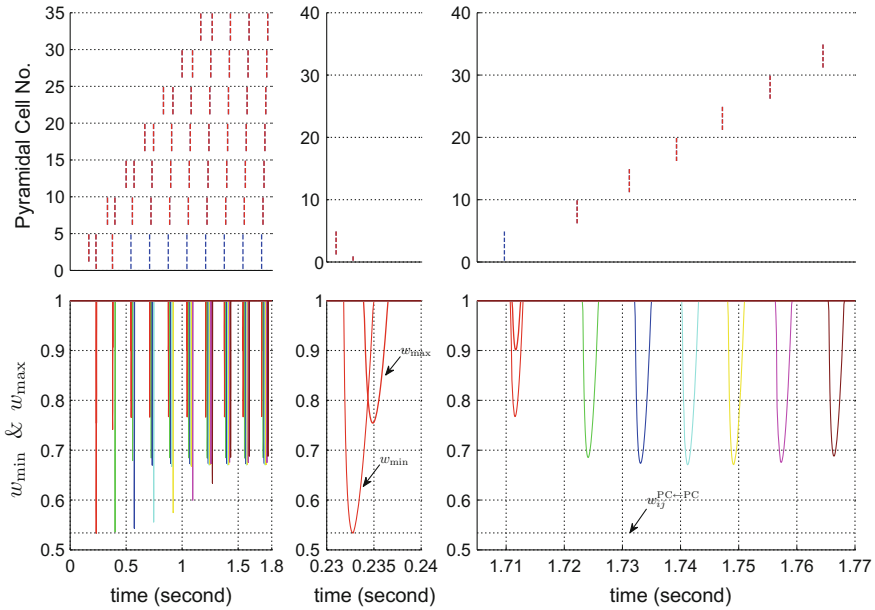 Pyramidal Cell No.
35
30
25
20
15
10
5
0
40
30
20
10
0
40
30
20
10
0
w_min & w_max
1
0.9
0.8
0.7
0.6
0.5
w_max
w_min
w_ij^PC←PC
0 0.5 1 1.5 1.8
0.23 0.235 0.24
1.71 1.72 1.73 1.74 1.75 1.76 1.77
time (second)
time (second)
time (second)